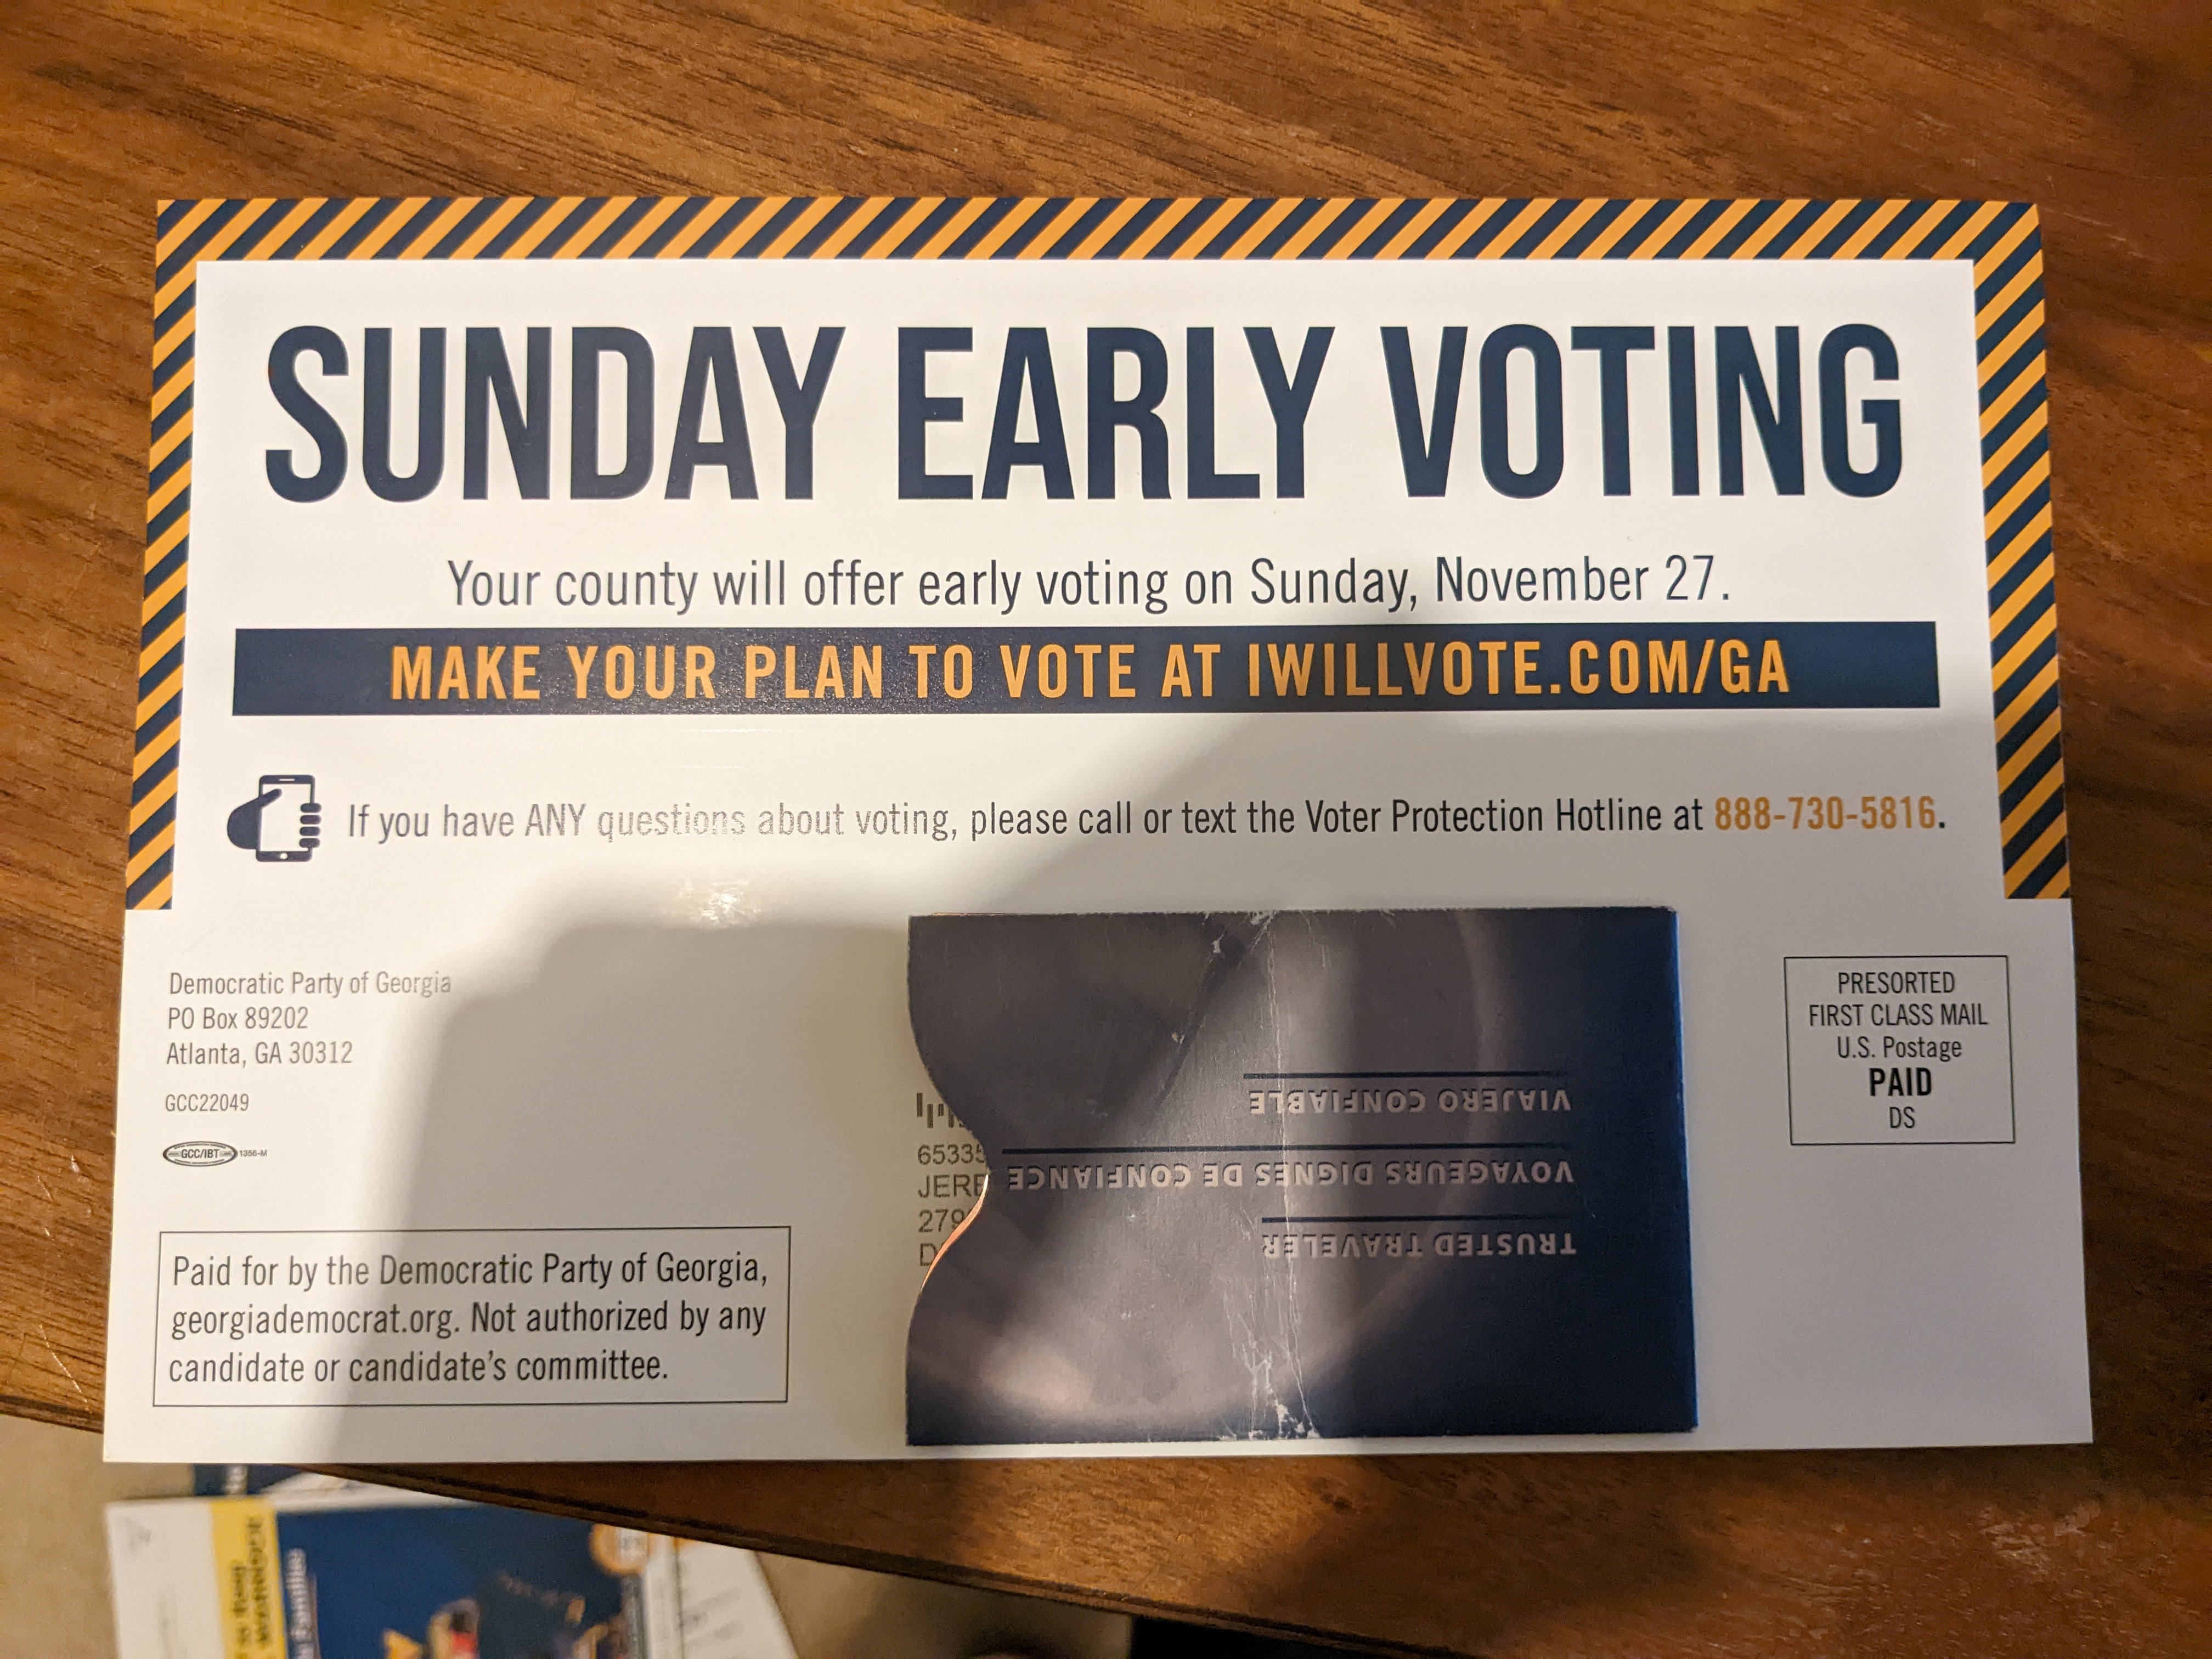 SUNDAY EARLY VOTING
Your county will offer early voting on Sunday, November 27.
MAKE YOUR PLAN TO VOTE AT IWILLVOTE.COM/GA
If you have ANY questions about voting, please call or text the Voter Protection Hotline at 888-730-5816.
Democratic Party of Georgia
PO Box 89202
Atlanta, GA 30312
GCC22049
GCC/IBT 1356-M
Paid for by the Democratic Party of Georgia,
georgiademocrat.org. Not authorized by any
candidate or candidate's committee.
6533
JERE
279
D
TRUSTED TRAVELER
VOYAGEURS DIGNES DE CONFIANCE
VIAJERO CONFIABLE
PRESORTED
FIRST CLASS MAIL
U.S. Postage
PAID
DS